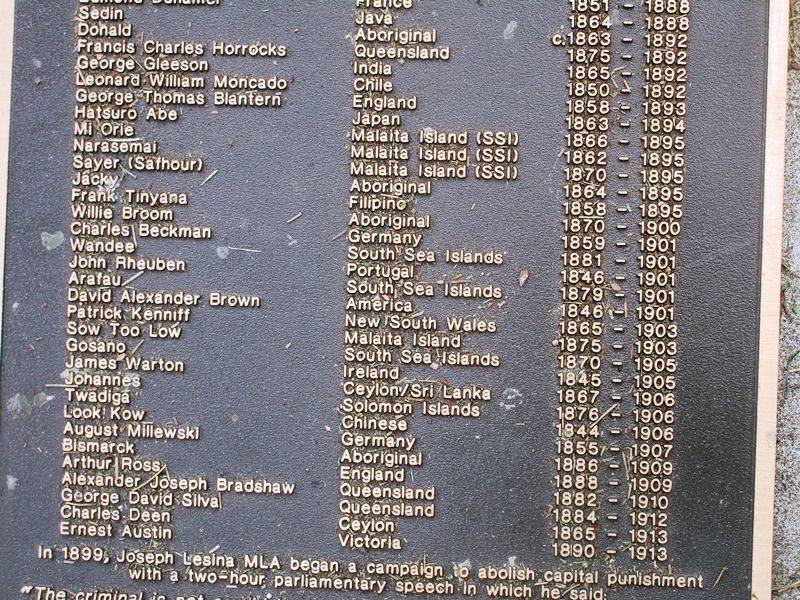 France 1851 - 1888
Sedin Java 1864 - 1888
Donald Aboriginal c.1863 - 1892
Francis Charles Horrocks Queensland 1875 - 1892
George Gleeson India 1865 - 1892
Leonard William Moncado Chile 1850 - 1892
George Thomas Blantern England 1858 - 1893
Hatsuro Abe Japan 1863 - 1894
Mi Orie Malaita Island (SSI) 1866 - 1895
Narasemai Malaita Island (SSI) 1862 - 1895
Sayer (Safhour) Malaita Island (SSI) 1870 - 1895
Jacky Aboriginal 1864 - 1895
Frank Tinyana Filipino 1858 - 1895
Willie Broom Aboriginal 1870 - 1900
Charles Beckman Germany 1859 - 1901
Wandee South Sea Islands 1881 - 1901
John Rheuben Portugal 1846 - 1901
Arafau South Sea Islands 1879 - 1901
David Alexander Brown America 1846 - 1901
Patrick Kenniff New South Wales 1865 - 1903
Sow Too Low Malaita Island 1875 - 1903
Gosano South Sea Islands 1870 - 1905
James Warton Ireland 1845 - 1905
Johannes Ceylon/Sri Lanka 1867 - 1906
Twadiga Solomon Islands 1876 - 1906
Look Kow Chinese 1844 - 1906
August Millewski Germany 1855 - 1907
Bismarck Aboriginal 1886 - 1909
Arthur Ross England 1888 - 1909
Alexander Joseph Bradshaw Queensland 1882 - 1910
George David Silva Queensland 1884 - 1912
Charles Deen Ceylon 1865 - 1913
Ernest Austin Victoria 1890 - 1913
In 1899, Joseph Lesina MLA began a campaign to abolish capital punishment
with a two-hour parliamentary speech in which he said:
"The criminal is not